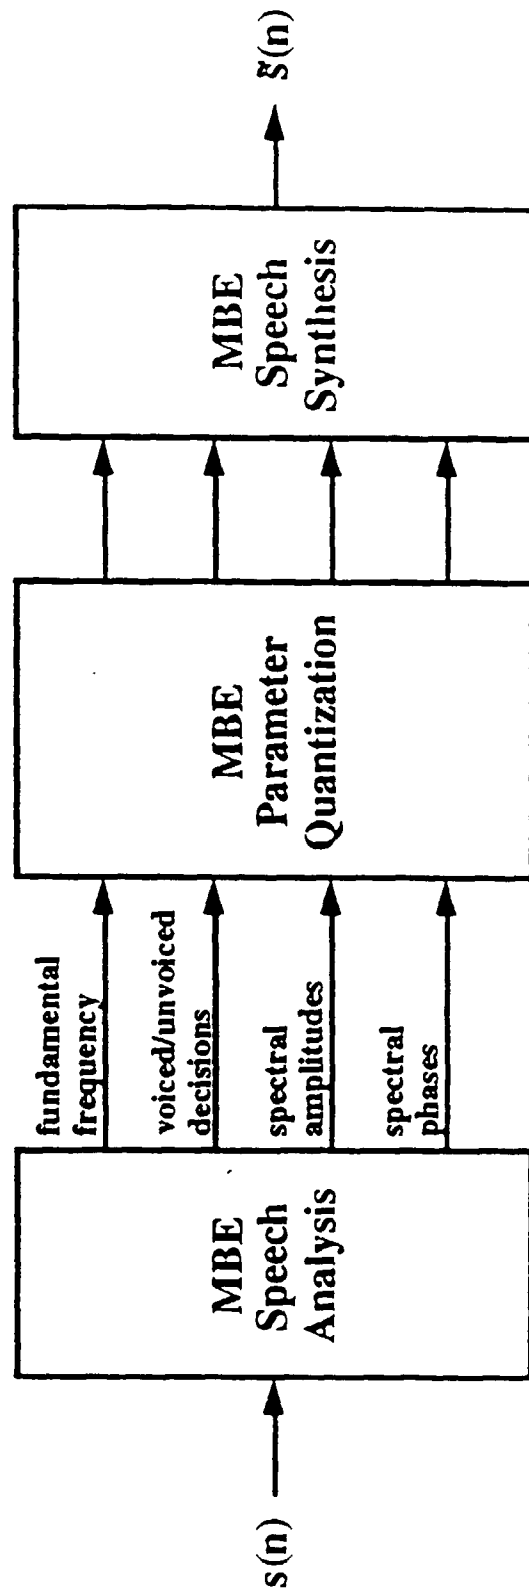 s(n)
MBE
Speech
Analysis
fundamental
frequency
voiced/unvoiced
decisions
spectral
amplitudes
spectral
phases
MBE
Parameter
Quantization
MBE
Speech
Synthesis
s̃(n)